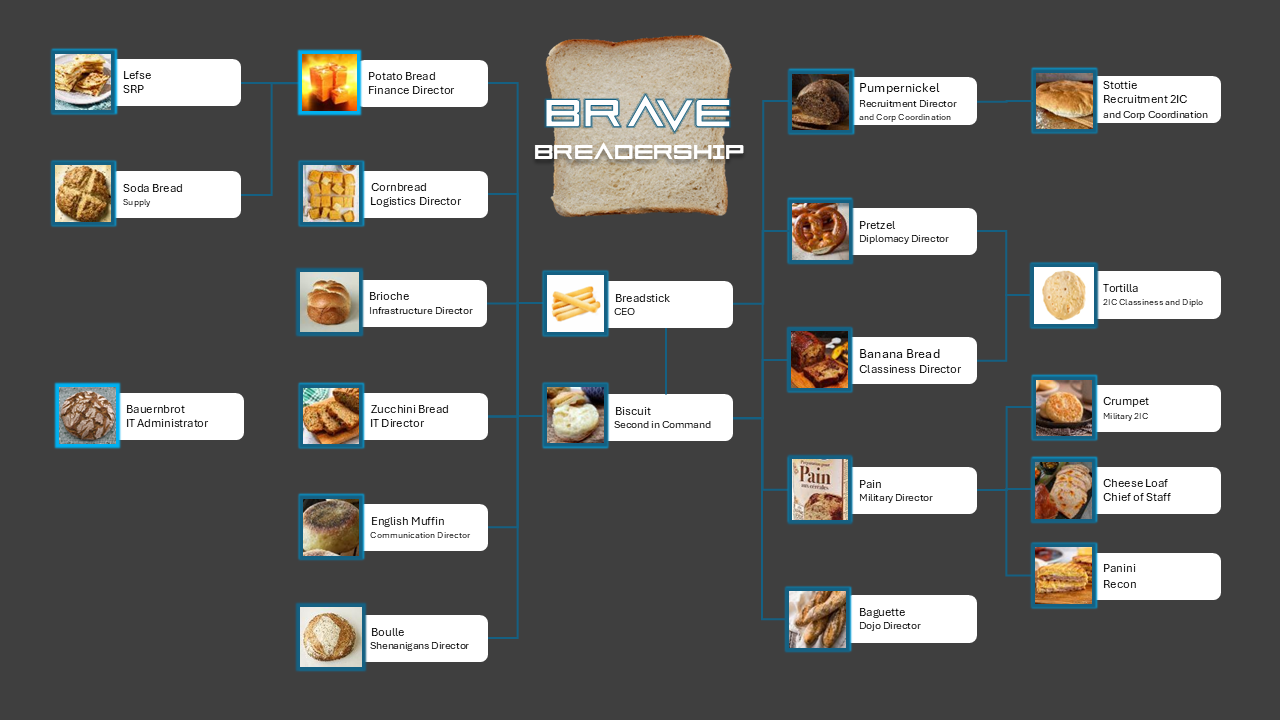 BRAVE
BREADERSHIP
Lefse
SRP
Soda Bread
Supply
Bauernbrot
IT Administrator
Potato Bread
Finance Director
Cornbread
Logistics Director
Brioche
Infrastructure Director
Zucchini Bread
IT Director
English Muffin
Communication Director
Boulle
Shenanigans Director
Breadstick
CEO
Biscuit
Second in Command
Pumpernickel
Recruitment Director
and Corp Coordination
Pretzel
Diplomacy Director
Banana Bread
Classiness Director
Pain
aux céréales
Pain
Military Director
Baguette
Dojo Director
Stottie
Recruitment 2IC
and Corp Coordination
Tortilla
2IC Classiness and Diplo
Crumpet
Military 2IC
Cheese Loaf
Chief of Staff
Panini
Recon